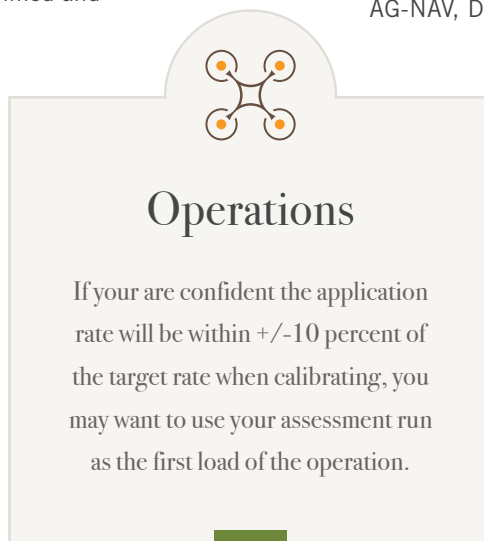 and
AG-NAV, D
Operations
If your are confident the application
rate will be within +/-10 percent of
the target rate when calibrating, you
may want to use your assessment run
as the first load of the operation.